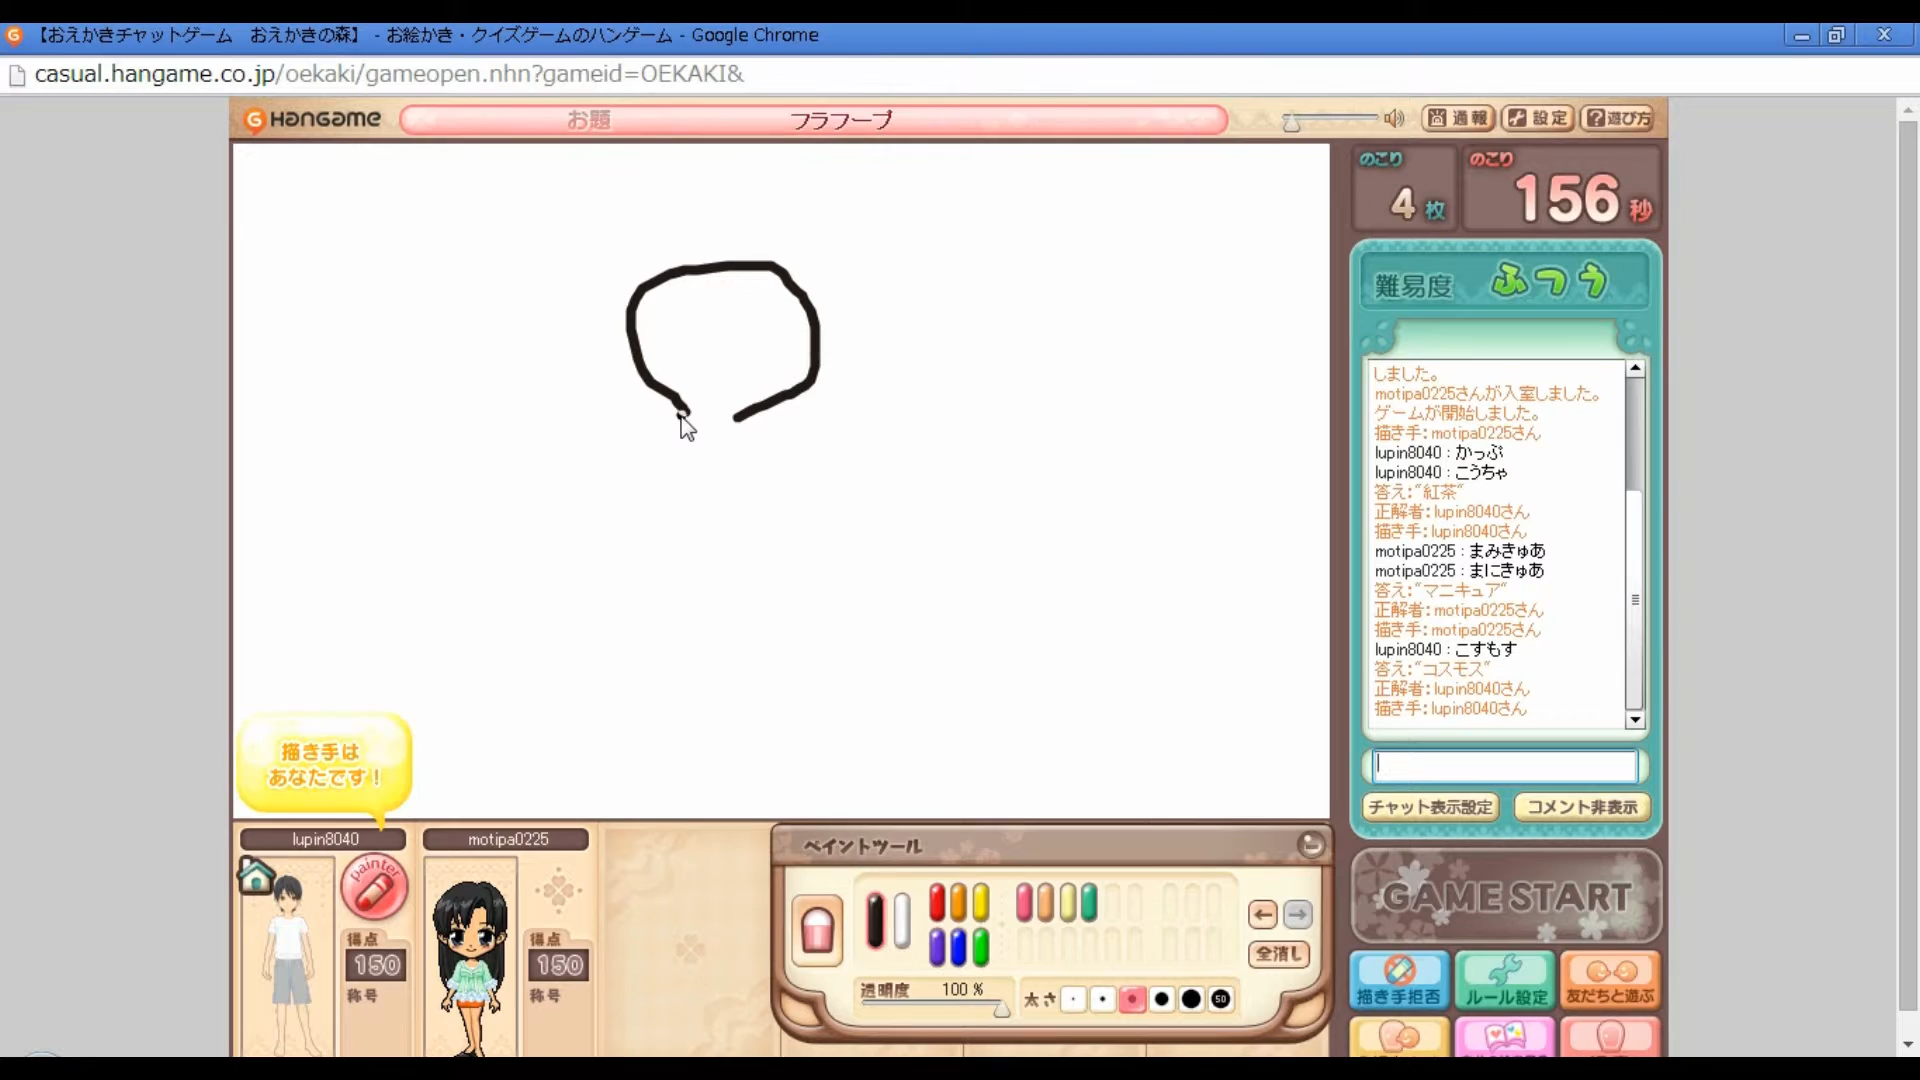 【おえかきチャットゲーム　おえかきの森】 - お絵かき・クイズゲームのハンゲーム - Google Chrome
casual.hangame.co.jp/oekaki/gameopen.nhn?gameid=OEKAKI&
HANGAME
お題
フラフープ
通報
設定
遊び方
のこり
4枚
のこり
156秒
難易度 ふつう
しました。
motipa0225さんが入室しました。
ゲームが開始しました。
描き手:motipa0225さん
lupin8040 : かっぷ
lupin8040 : こうちゃ
答え:"紅茶"
正解者:lupin8040さん
描き手:lupin8040さん
motipa0225 : まみきゅあ
motipa0225 : まにきゅあ
答え:"マニキュア"
正解者:motipa0225さん
描き手:motipa0225さん
lupin8040 : こすもす
答え:"コスモス"
正解者:lupin8040さん
描き手:lupin8040さん
チャット表示設定
コメント非表示
描き手は
あなたです！
lupin8040
motipa0225
painter
得点
150
称号
得点
150
称号
ペイントツール
全消し
透明度 100 %
太さ
50
GAME START
描き手拒否
ルール設定
友だちと遊ぶ